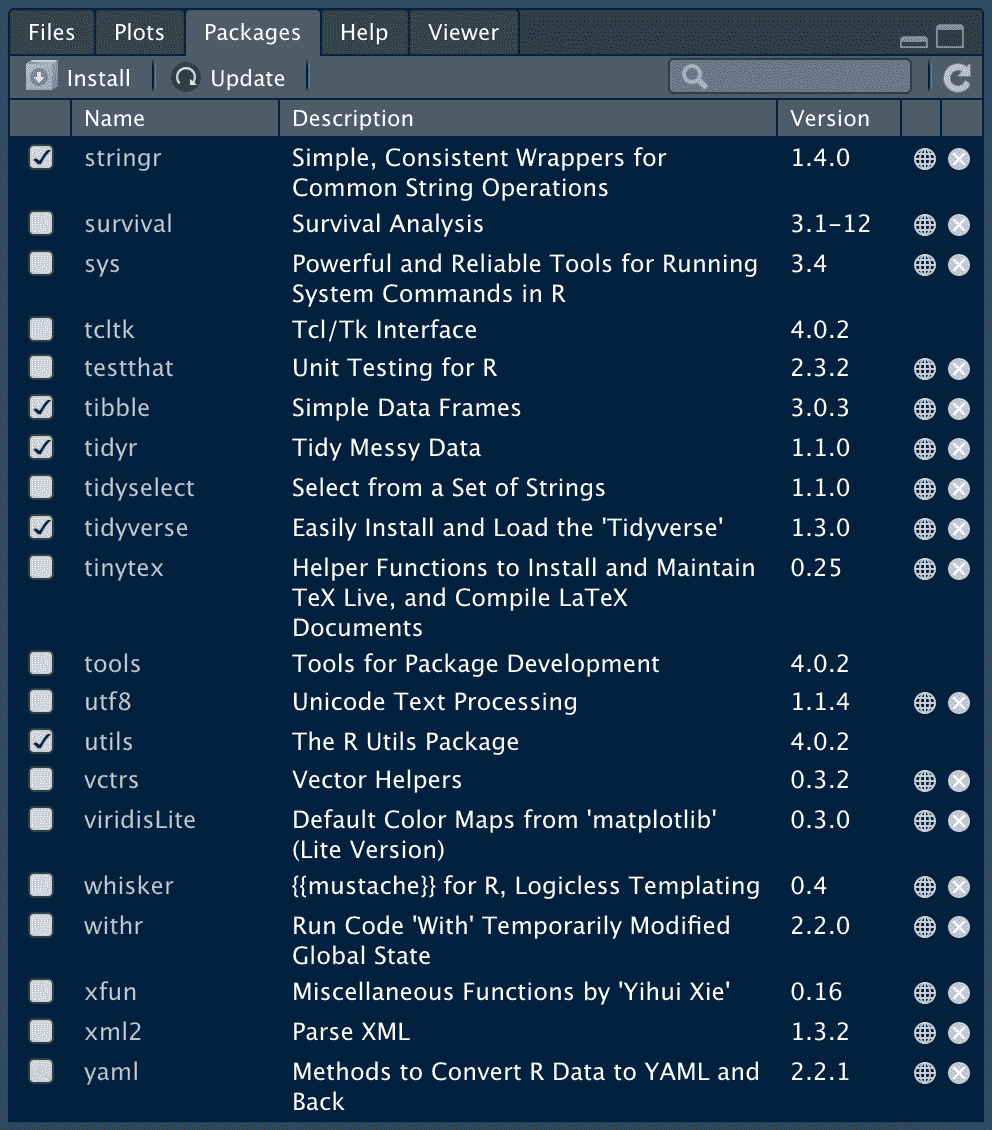 Files Plots Packages Help Viewer
Install Update
Name Description Version
stringr Simple, Consistent Wrappers for 1.4.0
Common String Operations
survival Survival Analysis 3.1-12
sys Powerful and Reliable Tools for Running 3.4
System Commands in R
tcltk Tcl/Tk Interface 4.0.2
testthat Unit Testing for R 2.3.2
tibble Simple Data Frames 3.0.3
tidyr Tidy Messy Data 1.1.0
tidyselect Select from a Set of Strings 1.1.0
tidyverse Easily Install and Load the 'Tidyverse' 1.3.0
tinytex Helper Functions to Install and Maintain 0.25
TeX Live, and Compile LaTeX
Documents
tools Tools for Package Development 4.0.2
utf8 Unicode Text Processing 1.1.4
utils The R Utils Package 4.0.2
vctrs Vector Helpers 0.3.2
viridisLite Default Color Maps from 'matplotlib' 0.3.0
(Lite Version)
whisker {{mustache}} for R, Logicless Templating 0.4
withr Run Code 'With' Temporarily Modified 2.2.0
Global State
xfun Miscellaneous Functions by 'Yihui Xie' 0.16
xml2 Parse XML 1.3.2
yaml Methods to Convert R Data to YAML and 2.2.1
Back